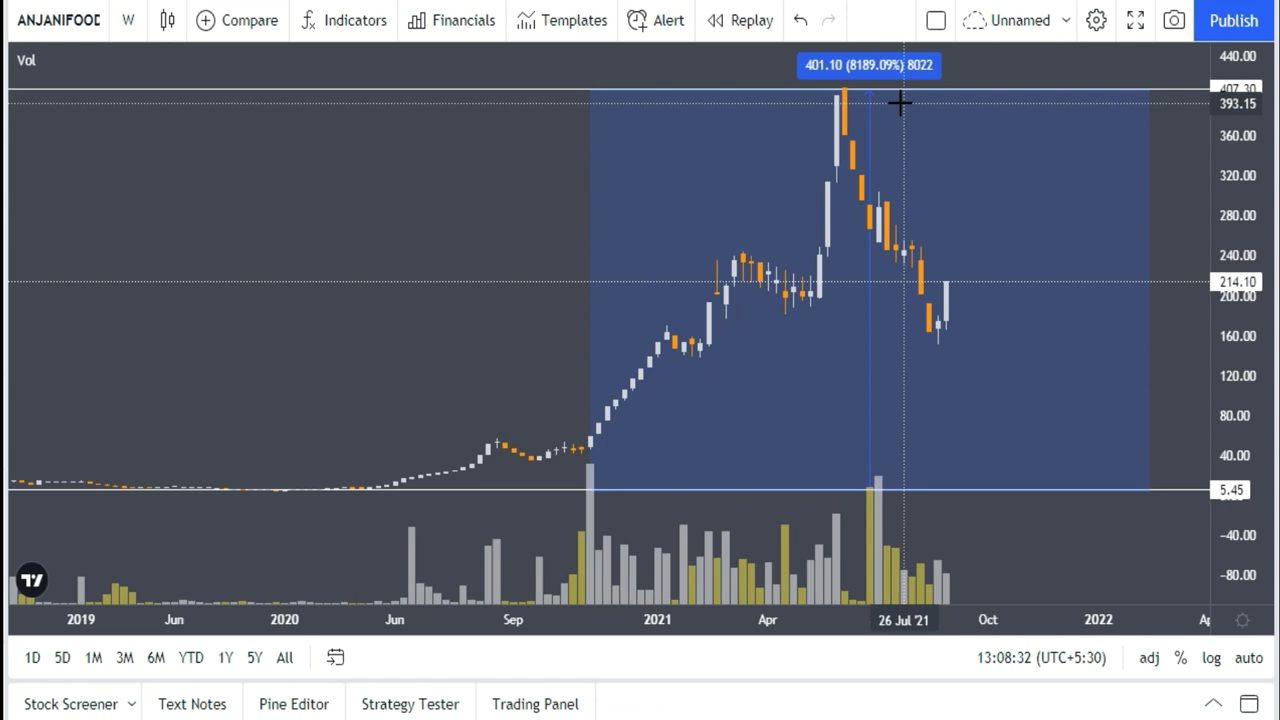 ANJANIFOOD W Compare Indicators Financials Templates Alert Replay Unnamed Publish
Vol
401.10 (8189.09%) 8022
440.00
407.30
393.15
360.00
320.00
280.00
240.00
214.10
200.00
160.00
120.00
80.00
40.00
5.45
−40.00
−80.00
2019 Jun 2020 Jun Sep 2021 Apr 26 Jul '21 Oct 2022
1D 5D 1M 3M 6M YTD 1Y 5Y All 13:08:32 (UTC+5:30) adj % log auto
Stock Screener Text Notes Pine Editor Strategy Tester Trading Panel